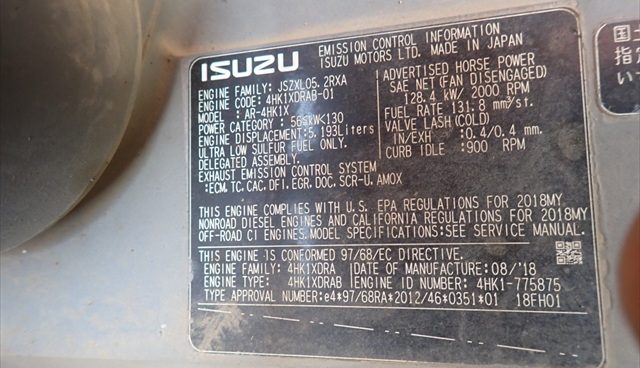 ISUZU
EMISSION CONTROL INFORMATION
ISUZU MOTORS LTD. MADE IN JAPAN
ENGINE FAMILY: JSZXL05.2RXA
ENGINE CODE: 4HK1XDRAB-01
MODEL : AR-4HK1X
POWER CATEGORY : 56≤kW<130
ENGINE DISPLACEMENT: 5.193Liters
ULTRA LOW SULFUR FUEL ONLY.
DELEGATED ASSEMBLY.
EXHAUST EMISSION CONTROL SYSTEM
:ECM, TC, CAC, DFI, EGR, DOC, SCR-U, AMOX
ADVERTISED HORSE POWER
SAE NET (FAN DISENGAGED)
128.4 kW/ 2000 RPM
FUEL RATE 131.8 mm³/st.
VALVE LASH (COLD)
IN/EXH :0.4/0.4 mm.
CURB IDLE :900 RPM
THIS ENGINE COMPLIES WITH U.S. EPA REGULATIONS FOR 2018MY
NONROAD DIESEL ENGINES AND CALIFORNIA REGULATIONS FOR 2018MY
OFF-ROAD CI ENGINES. MODEL SPECIFICATIONS:SEE SERVICE MANUAL.
THIS ENGINE IS CONFORMED 97/68/EC DIRECTIVE.
ENGINE FAMILY: 4HK1XDRA DATE OF MANUFACTURE:08/'18
ENGINE TYPE: 4HK1XDRAB ENGINE ID NUMBER: 4HK1-775875
TYPE APPROVAL NUMBER:e4*97/68RA*2012/46*0351*01 18FH01
国土
指
い